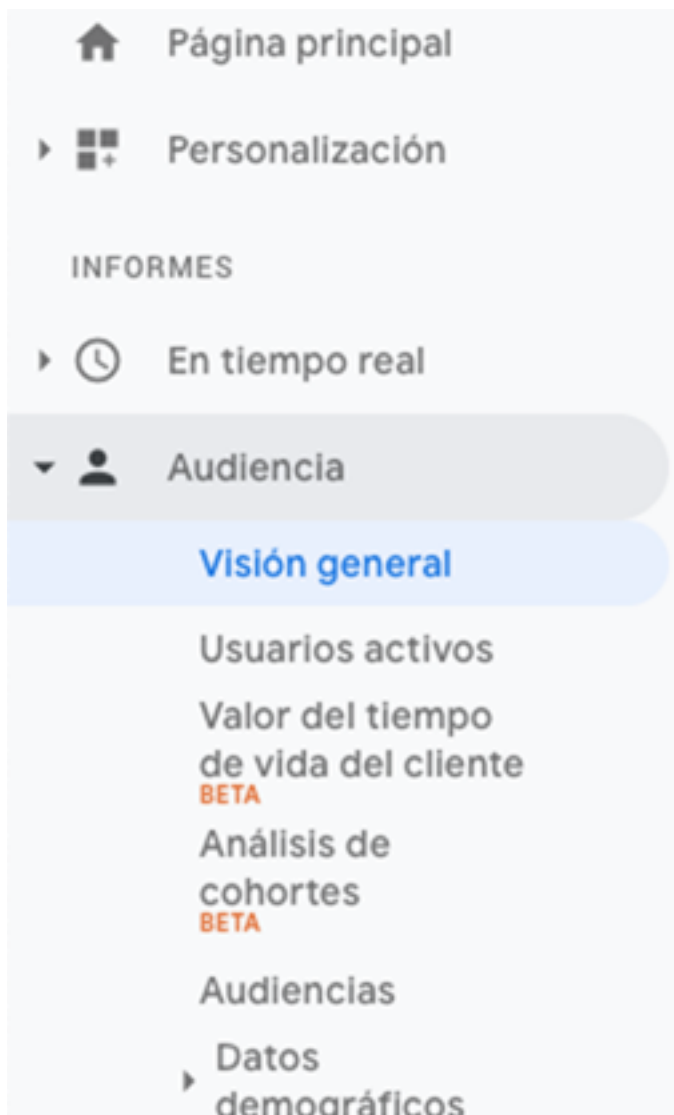 Página principal
Personalización
INFORMES
En tiempo real
Audiencia
Visión general
Usuarios activos
Valor del tiempo
de vida del cliente
BETA
Análisis de
cohortes
BETA
Audiencias
Datos
demográficos